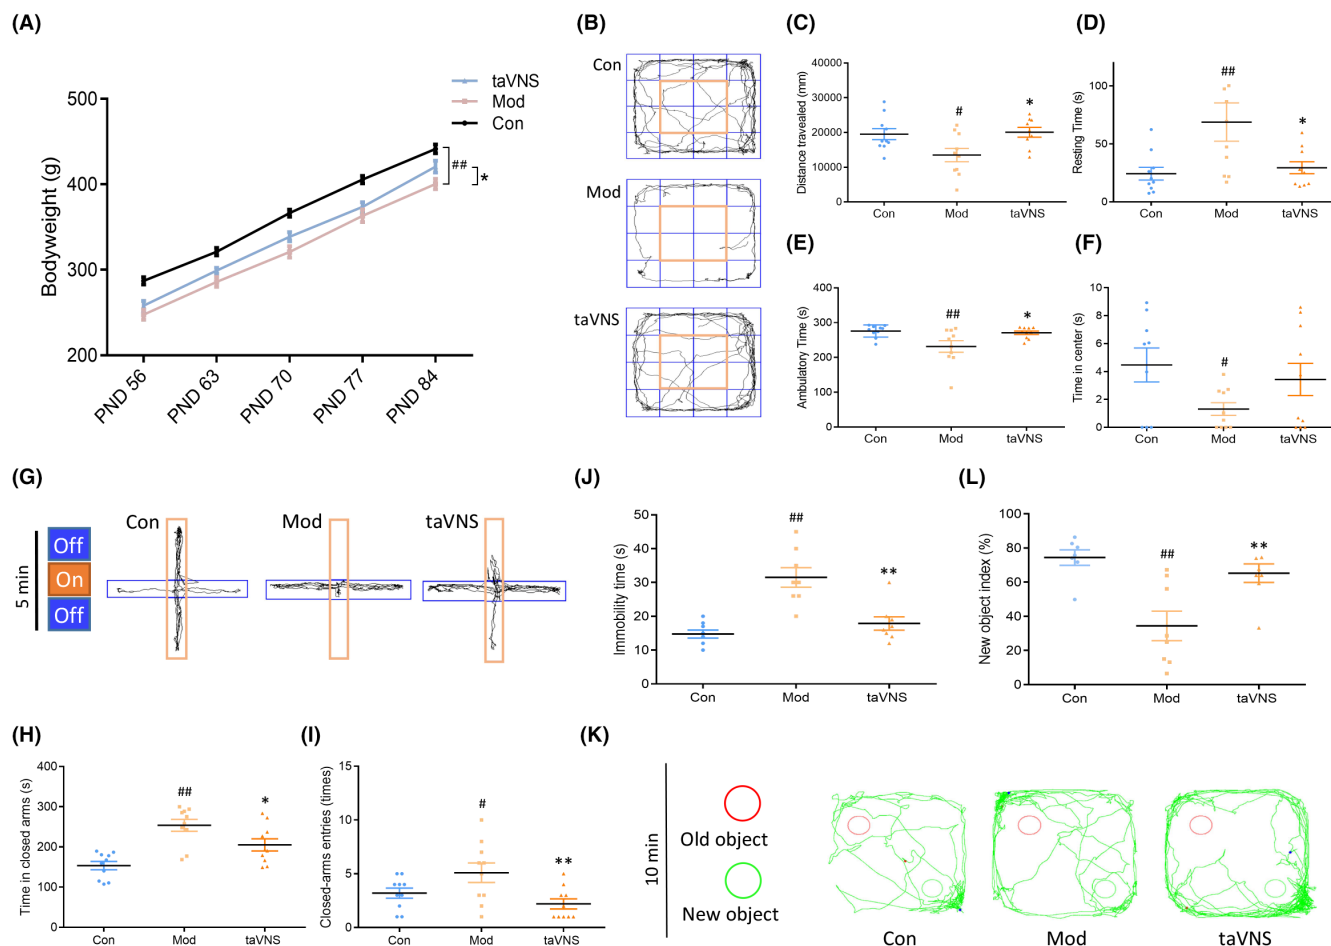 (A)
taVNS
Mod
Con
500
400
300
200
Bodyweight (g)
##
*
PND 56
PND 63
PND 70
PND 77
PND 84
(B)
Con
Mod
taVNS
(C)
40000
30000
20000
10000
0
Distance travealed (mm)
#
*
Con
Mod
taVNS
(D)
100
50
0
Resting Time (s)
##
*
Con
Mod
taVNS
(E)
400
300
200
100
0
Ambulatory Time (s)
##
*
Con
Mod
taVNS
(F)
10
8
6
4
2
0
Time in center (s)
#
Con
Mod
taVNS
(G)
5 min
Off
On
Off
Con
Mod
taVNS
(J)
50
40
30
20
10
0
Immobility time (s)
##
**
Con
Mod
taVNS
(L)
100
80
60
40
20
0
New object index (%)
##
**
Con
Mod
taVNS
(H)
400
300
200
100
0
Time in closed arms (s)
##
*
Con
Mod
taVNS
(I)
15
10
5
0
Closed-arms entries (times)
#
**
Con
Mod
taVNS
(K)
10 min
Old object
New object
Con
Mod
taVNS